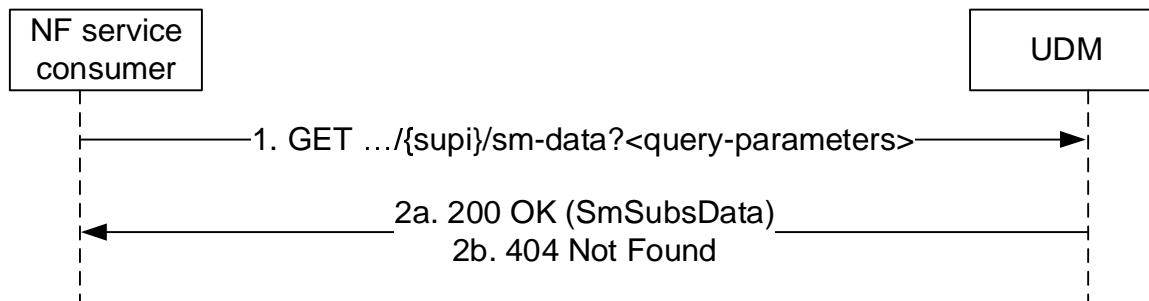 NF service
consumer
UDM
1. GET …/{supi}/sm-data?<query-parameters>
2a. 200 OK (SmSubsData)
2b. 404 Not Found